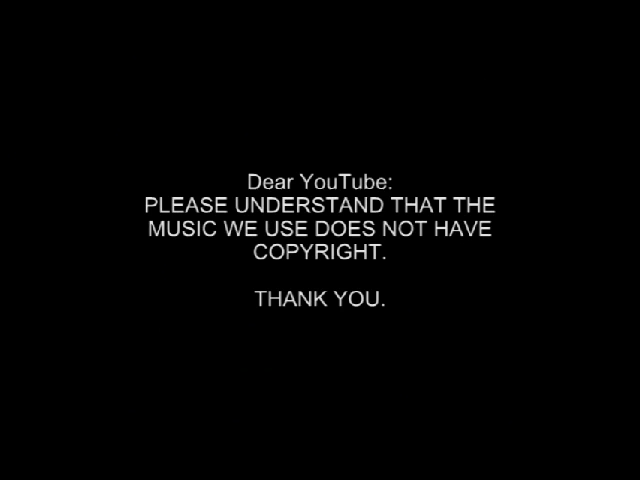 Dear YouTube:
PLEASE UNDERSTAND THAT THE
MUSIC WE USE DOES NOT HAVE
COPYRIGHT.
THANK YOU.